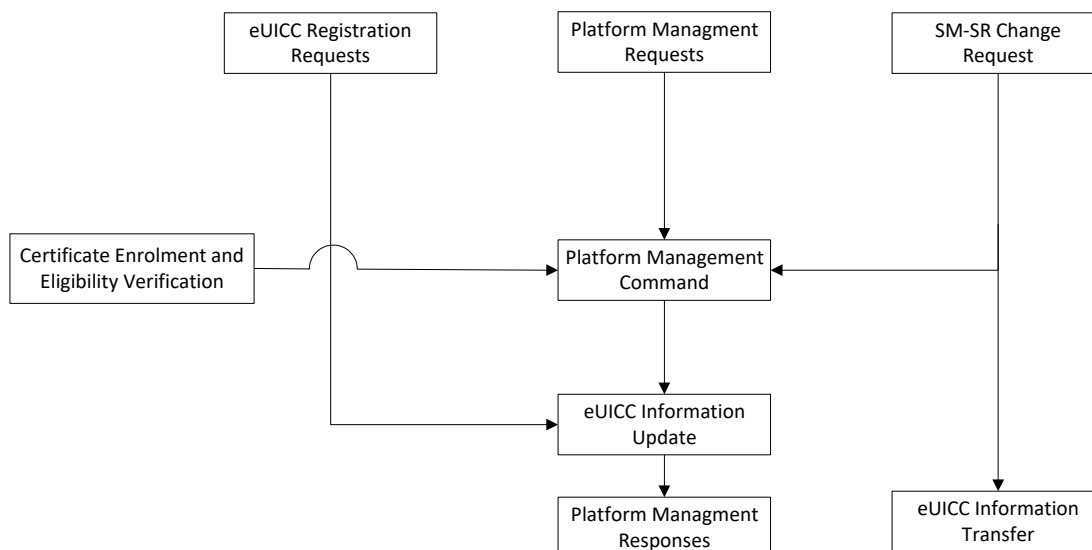 eUICC Registration
Requests
Platform Managment
Requests
SM-SR Change
Request
Certificate Enrolment and
Eligibility Verification
Platform Management
Command
eUICC Information
Update
Platform Managment
Responses
eUICC Information
Transfer